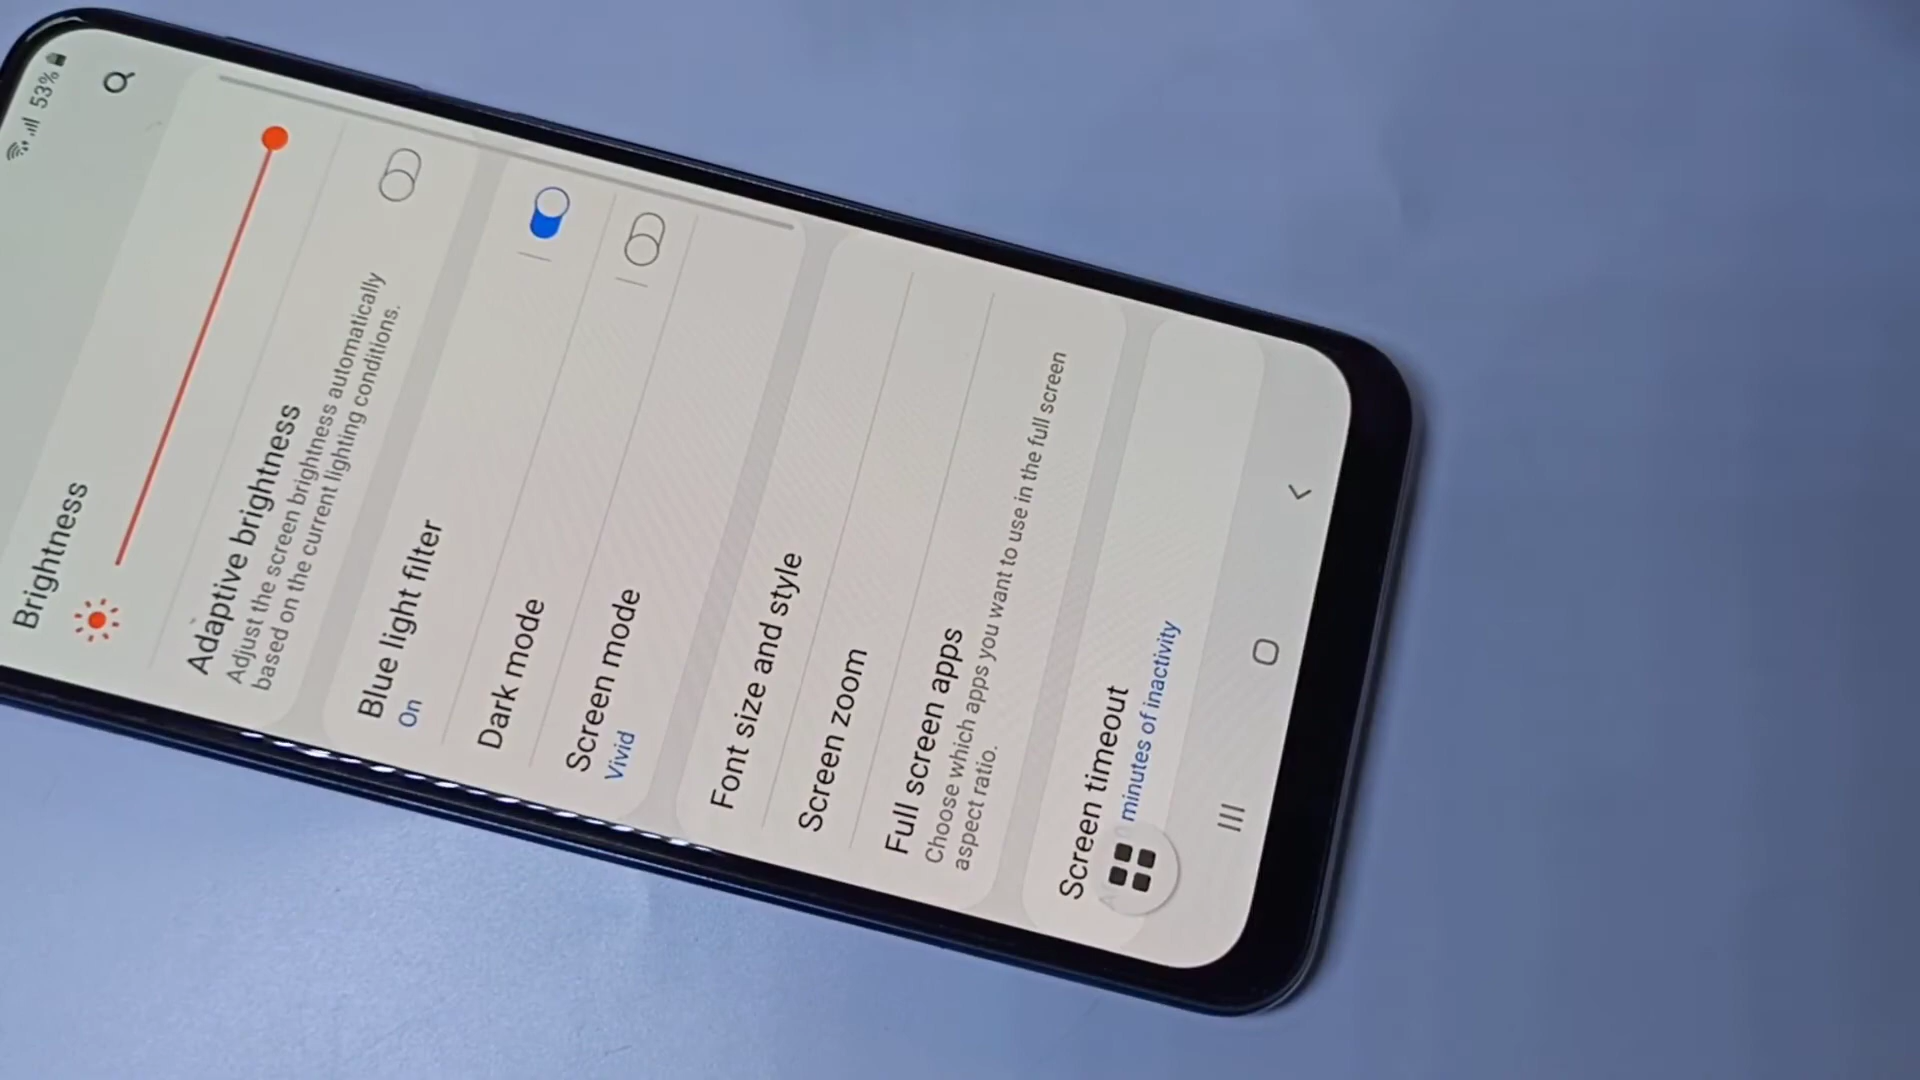 53%
Brightness
Adaptive brightness
Adjust the screen brightness automatically
based on the current lighting conditions.
Blue light filter
On
Dark mode
Screen mode
Vivid
Font size and style
Screen zoom
Full screen apps
Choose which apps you want to use in the full screen
aspect ratio.
Screen timeout
minutes of inactivity